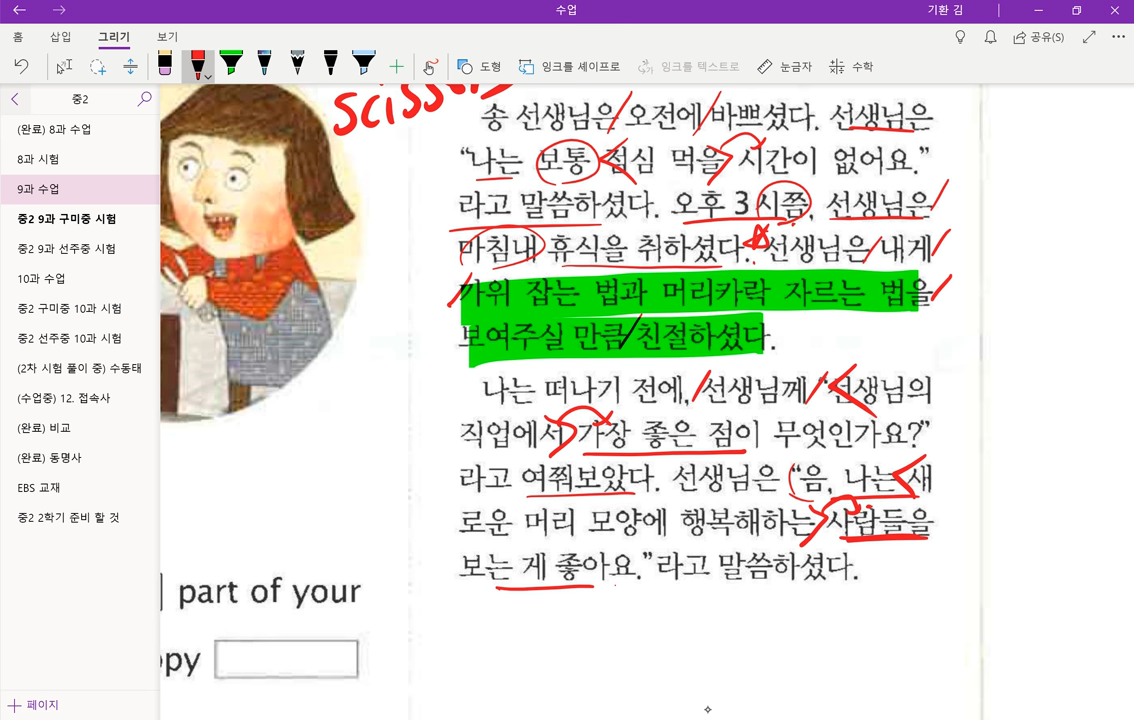 수업
기환 김
홈 삽입 그리기 보기
공유(S)
도형 잉크를 셰이프로 잉크를 텍스트로 눈금자 수학
중2
(완료) 8과 수업
8과 시험
9과 수업
중2 9과 구미중 시험
중2 9과 선주중 시험
10과 수업
중2 구미중 10과 시험
중2 선주중 10과 시험
(2차 시험 풀이 중) 수동태
(수업중) 12. 접속사
(완료) 비교
(완료) 동명사
EBS 교재
중2 2학기 준비 할 것
페이지
scissors
part of your
송 선생님은 오전에 바쁘셨다. 선생님은
“나는 보통 점심 먹을 시간이 없어요.”
라고 말씀하셨다. 오후 3시쯤, 선생님은
마침내 휴식을 취하셨다. 선생님은 내게
가위 잡는 법과 머리카락 자르는 법을
보여주실 만큼 친절하셨다.
나는 떠나기 전에, 선생님께 “선생님의
직업에서 가장 좋은 점이 무엇인가요?”
라고 여쭤보았다. 선생님은 “음, 나는 새
로운 머리 모양에 행복해하는 사람들을
보는 게 좋아요.”라고 말씀하셨다.